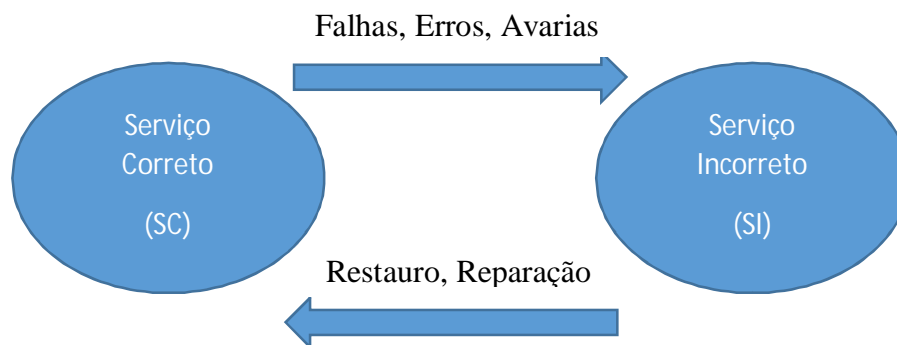 Falhas, Erros, Avarias
Serviço
Correto
(SC)
Serviço
Incorreto
(SI)
Restauro, Reparação